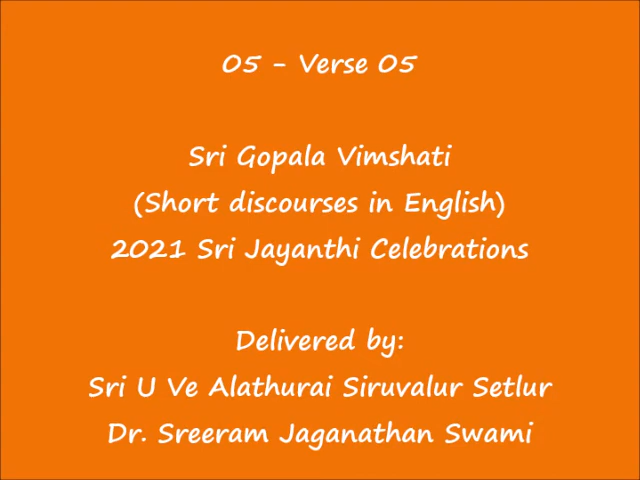 05 - Verse 05
Sri Gopala Vimshati
(Short discourses in English)
2021 Sri Jayanthi Celebrations
Delivered by:
Sri U Ve Alathurai Siruvalur Setlur
Dr. Sreeram Jaganathan Swami